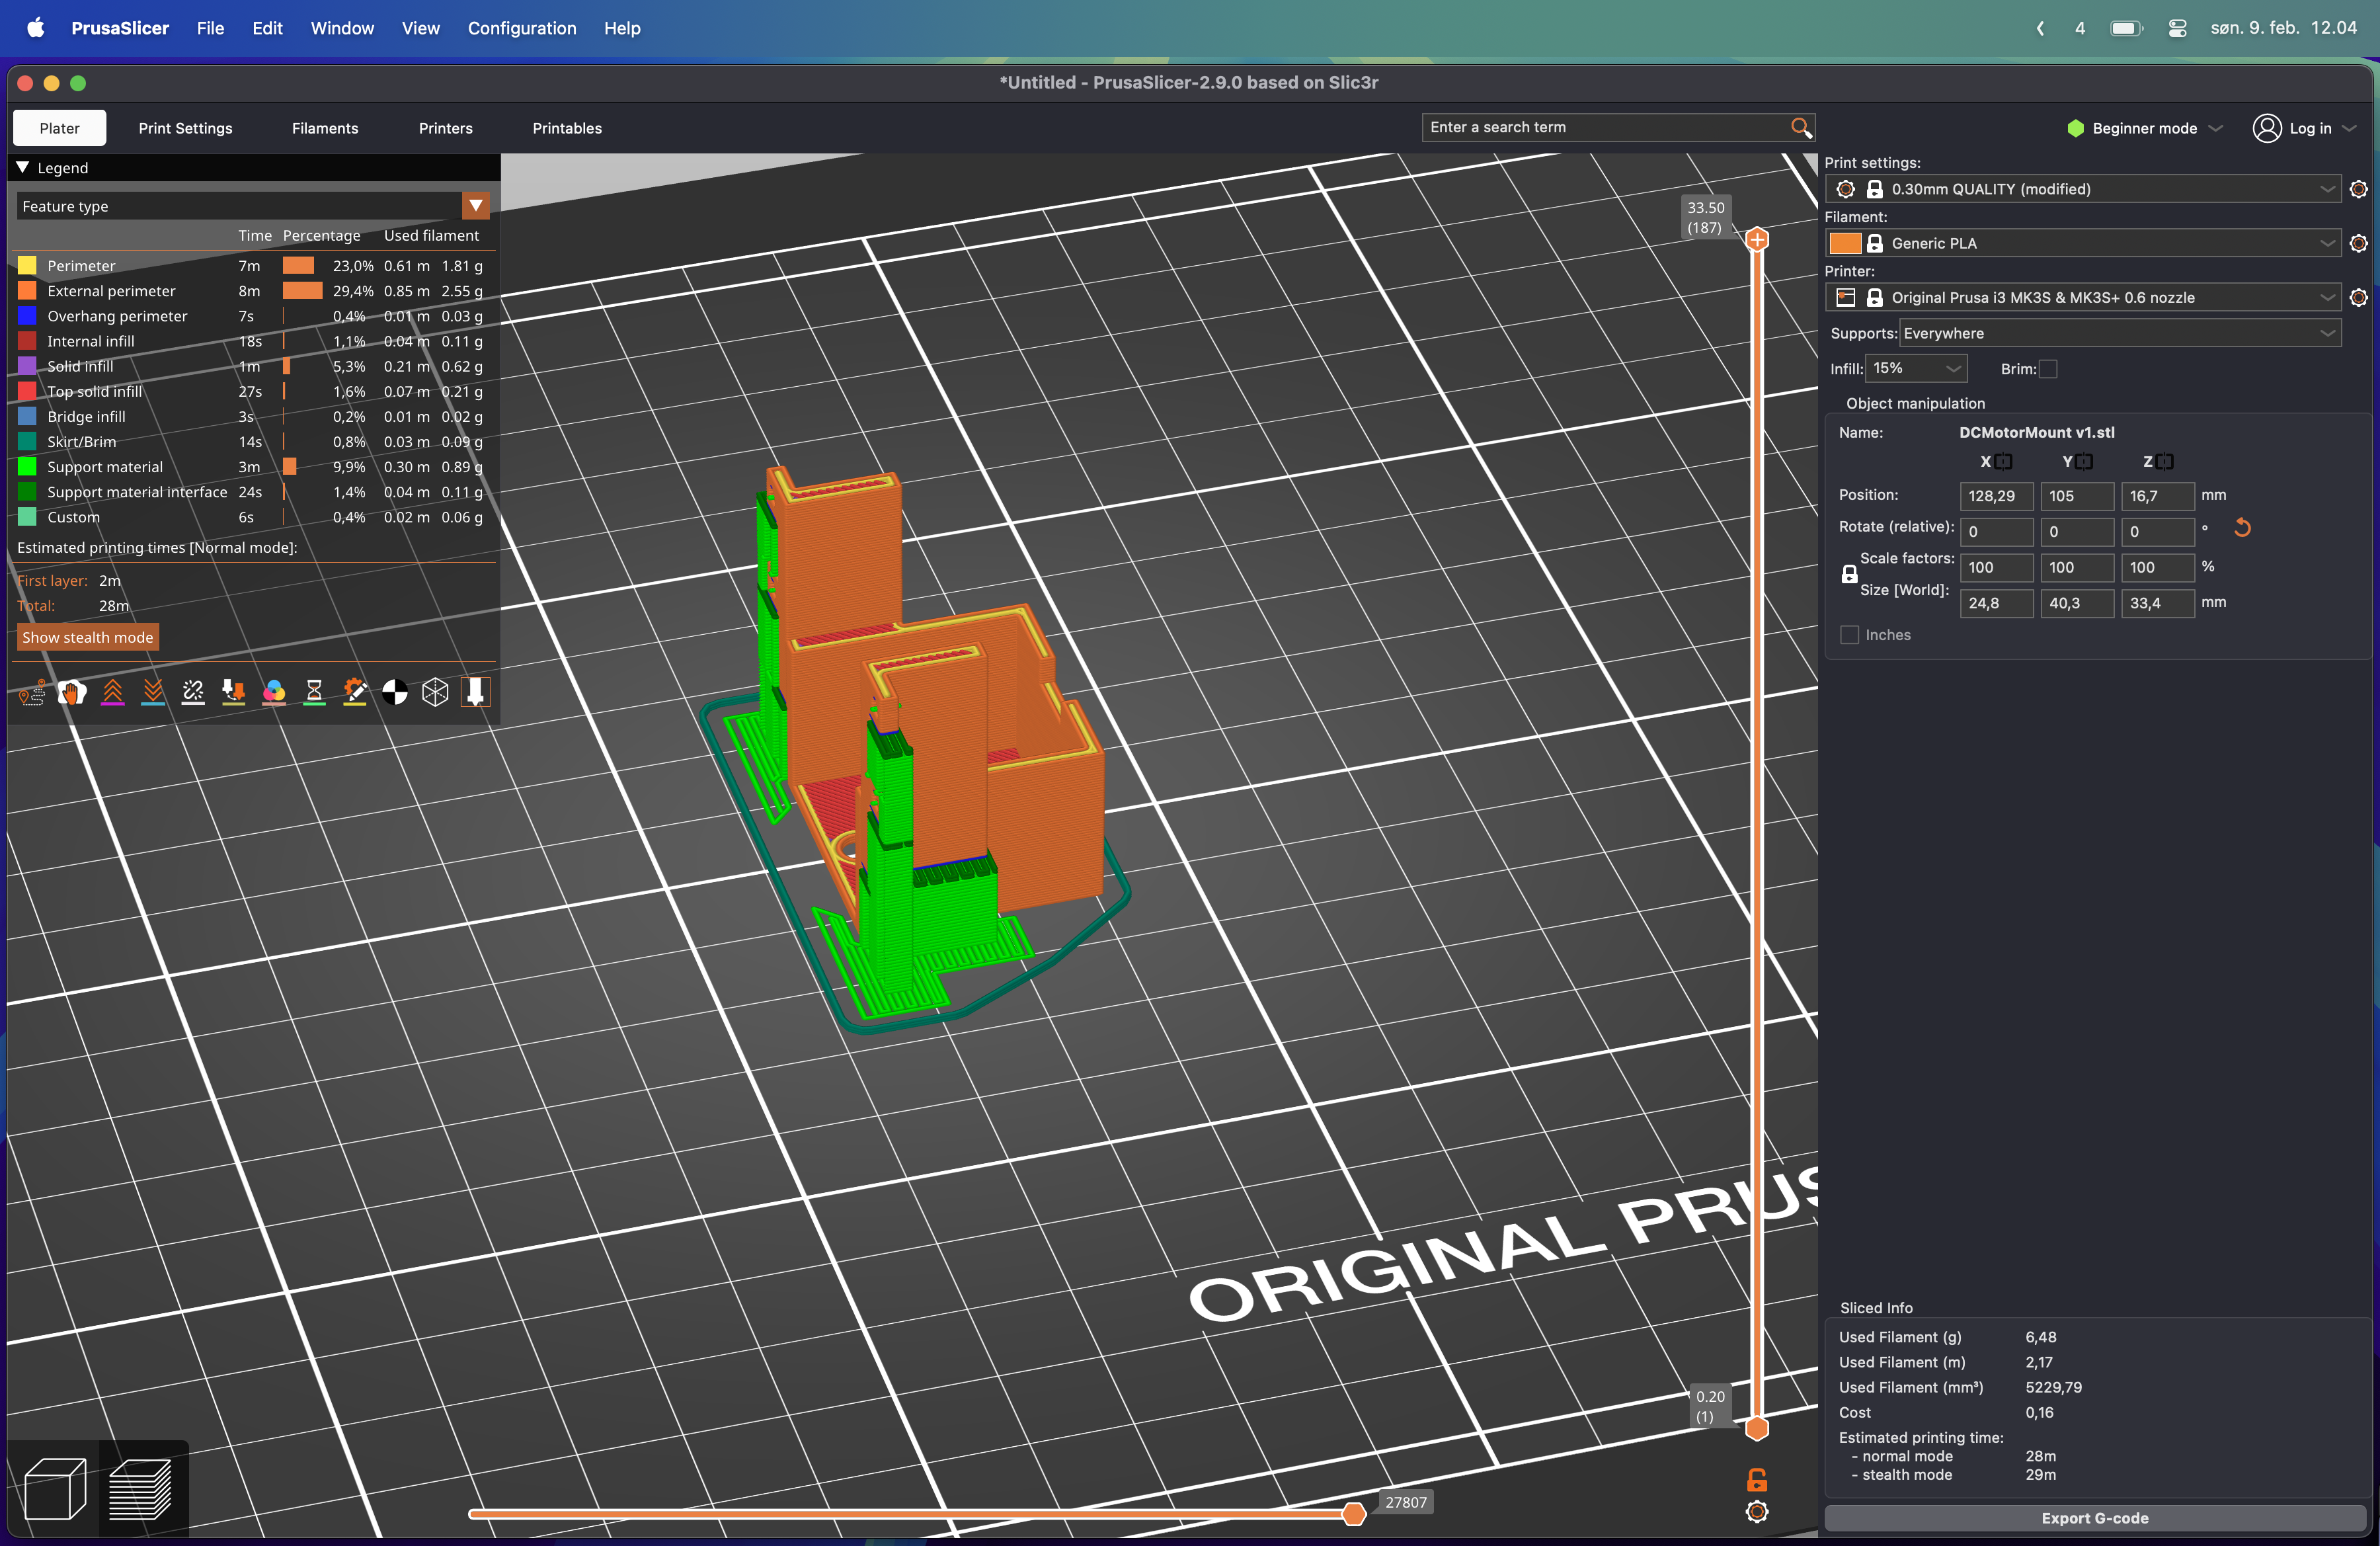 PrusaSlicer File Edit Window View Configuration Help 4 søn. 9. feb. 12.04
*Untitled - PrusaSlicer-2.9.0 based on Slic3r
Plater Print Settings Filaments Printers Printables Enter a search term Beginner mode Log in
Legend
Feature type
Time Percentage Used filament
Perimeter 7m 23,0% 0.61 m 1.81 g
External perimeter 8m 29,4% 0.85 m 2.55 g
Overhang perimeter 7s 0,4% 0.01 m 0.03 g
Internal infill 18s 1,1% 0.04 m 0.11 g
Solid infill 1m 5,3% 0.21 m 0.62 g
Top solid infill 27s 1,6% 0.07 m 0.21 g
Bridge infill 3s 0,2% 0.01 m 0.02 g
Skirt/Brim 14s 0,8% 0.03 m 0.09 g
Support material 3m 9,9% 0.30 m 0.89 g
Support material interface 24s 1,4% 0.04 m 0.11 g
Custom 6s 0,4% 0.02 m 0.06 g
Estimated printing times [Normal mode]:
First layer: 2m
Total: 28m
Show stealth mode
33.50
(187)
ORIGINAL PRUS
0.20
(1)
27807
Print settings:
0.30mm QUALITY (modified)
Filament:
Generic PLA
Printer:
Original Prusa i3 MK3S & MK3S+ 0.6 nozzle
Supports: Everywhere
Infill: 15% Brim:
Object manipulation
Name: DCMotorMount v1.stl
X Y Z
Position: 128,29 105 16,7 mm
Rotate (relative): 0 0 0 °
Scale factors: 100 100 100 %
Size [World]: 24,8 40,3 33,4 mm
Inches
Sliced Info
Used Filament (g) 6,48
Used Filament (m) 2,17
Used Filament (mm³) 5229,79
Cost 0,16
Estimated printing time:
- normal mode 28m
- stealth mode 29m
Export G-code